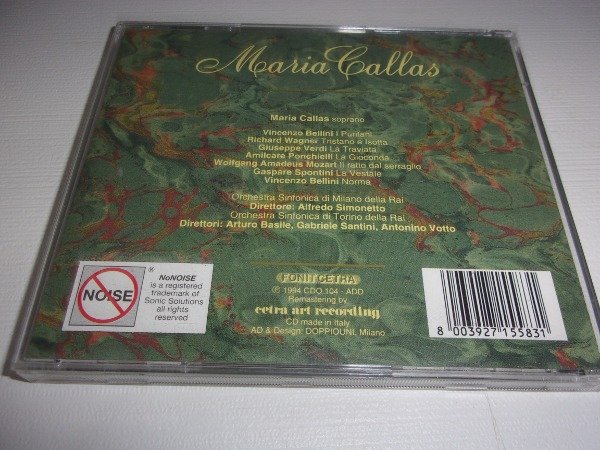 Maria Callas
Maria Callas soprano
Vincenzo Bellini I Puritani
Richard Wagner Tristano e Isotta
Giuseppe Verdi La Traviata
Amilcare Ponchielli La Gioconda
Wolfgang Amadeus Mozart Il ratto dal serraglio
Gaspare Spontini La Vestale
Vincenzo Bellini Norma
Orchestra Sinfonica di Milano della Rai
Direttore: Alfredo Simonetto
Orchestra Sinfonica di Torino della Rai
Direttori: Arturo Basile, Gabriele Santini, Antonino Votto
NOISE
®
NoNOISE
is a registered
trademark of
Sonic Solutions
all rights
reserved
FONIT CETRA
℗ 1994 CDO 104 - ADD
Remastering by
cetra art recording
CD made in Italy
AD & Design: DOPPIOUNI, Milano
8 003927 155831